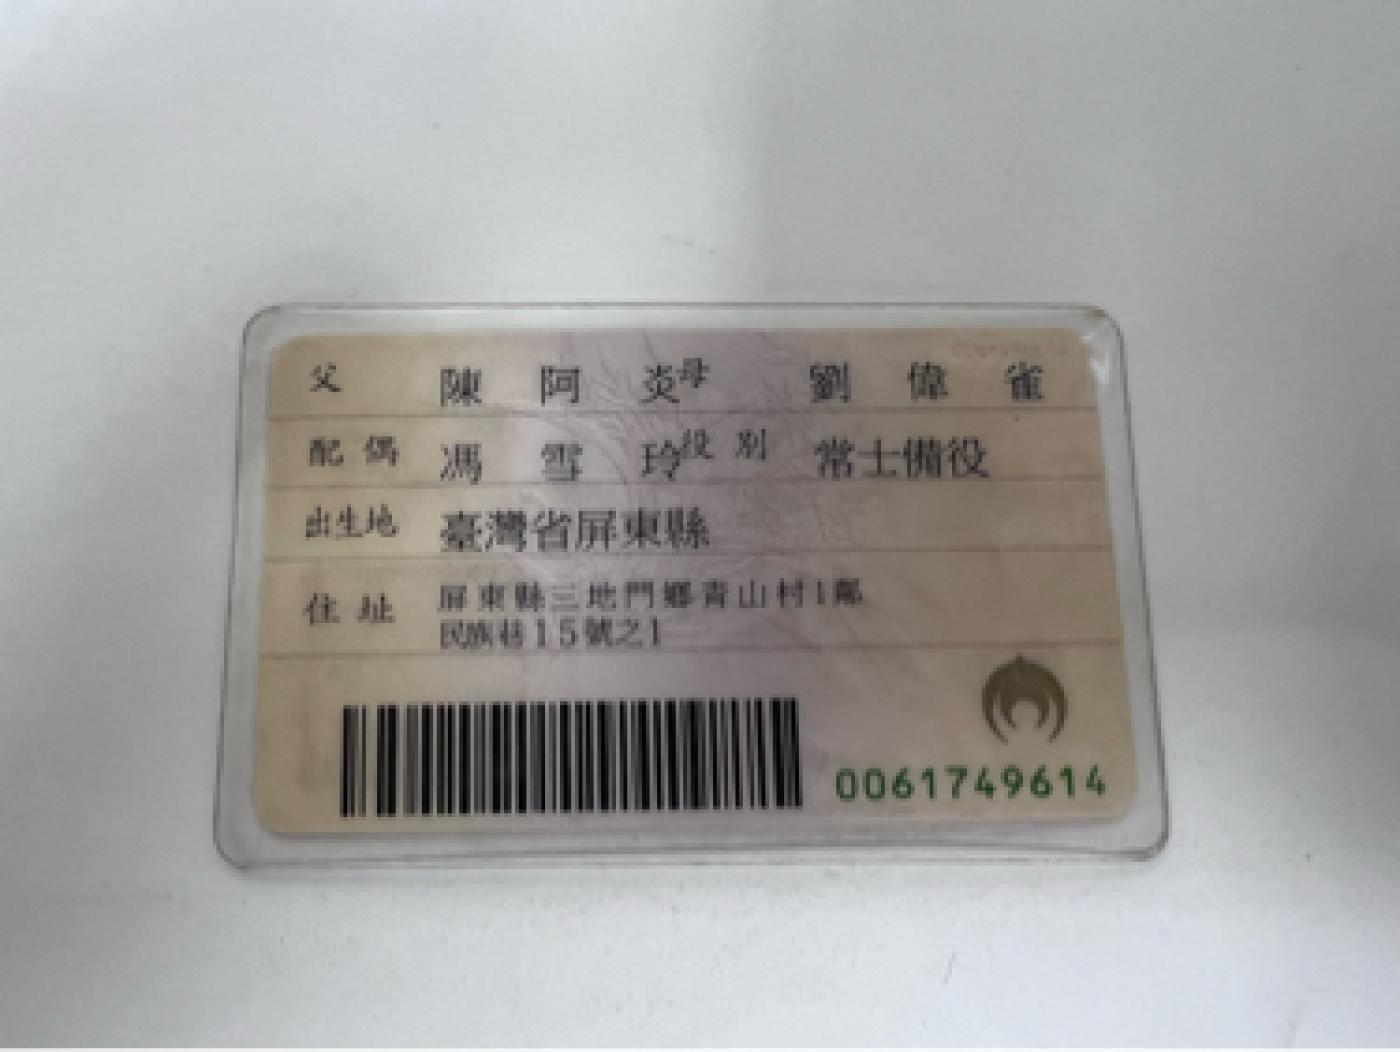 父 陳阿炎 母 劉偉雀
配偶 馮雪玲 役別 常士備役
出生地 臺灣省屏東縣
住址 屏東縣三地門鄉青山村1鄰
民族巷15號之1
0061749614